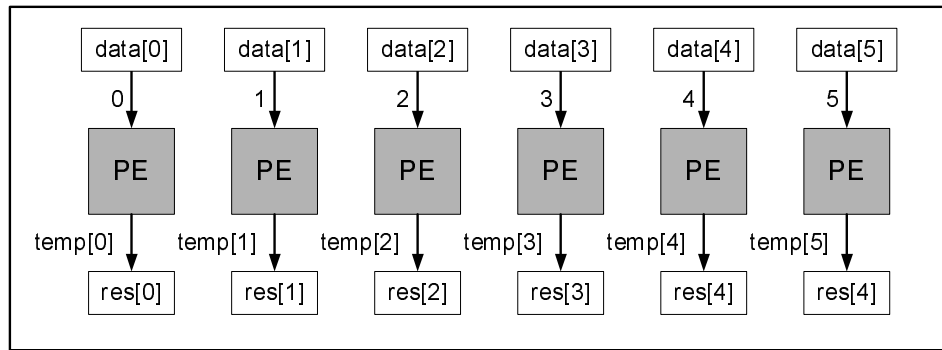 data[0] data[1] data[2] data[3] data[4] data[5]
0 1 2 3 4 5
PE PE PE PE PE PE
temp[0] temp[1] temp[2] temp[3] temp[4] temp[5]
res[0] res[1] res[2] res[3] res[4] res[4]